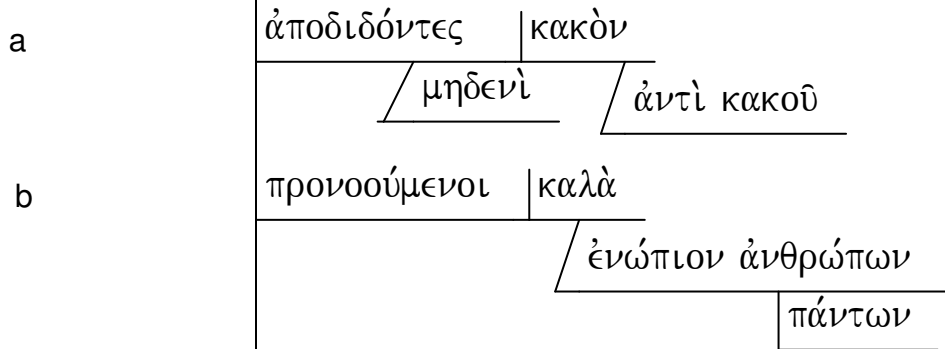 a ἀποδιδόντες κακὸν
μηδενὶ ἀντὶ κακοῦ
b προνοούμενοι καλὰ
ἐνώπιον ἀνθρώπων
πάντων